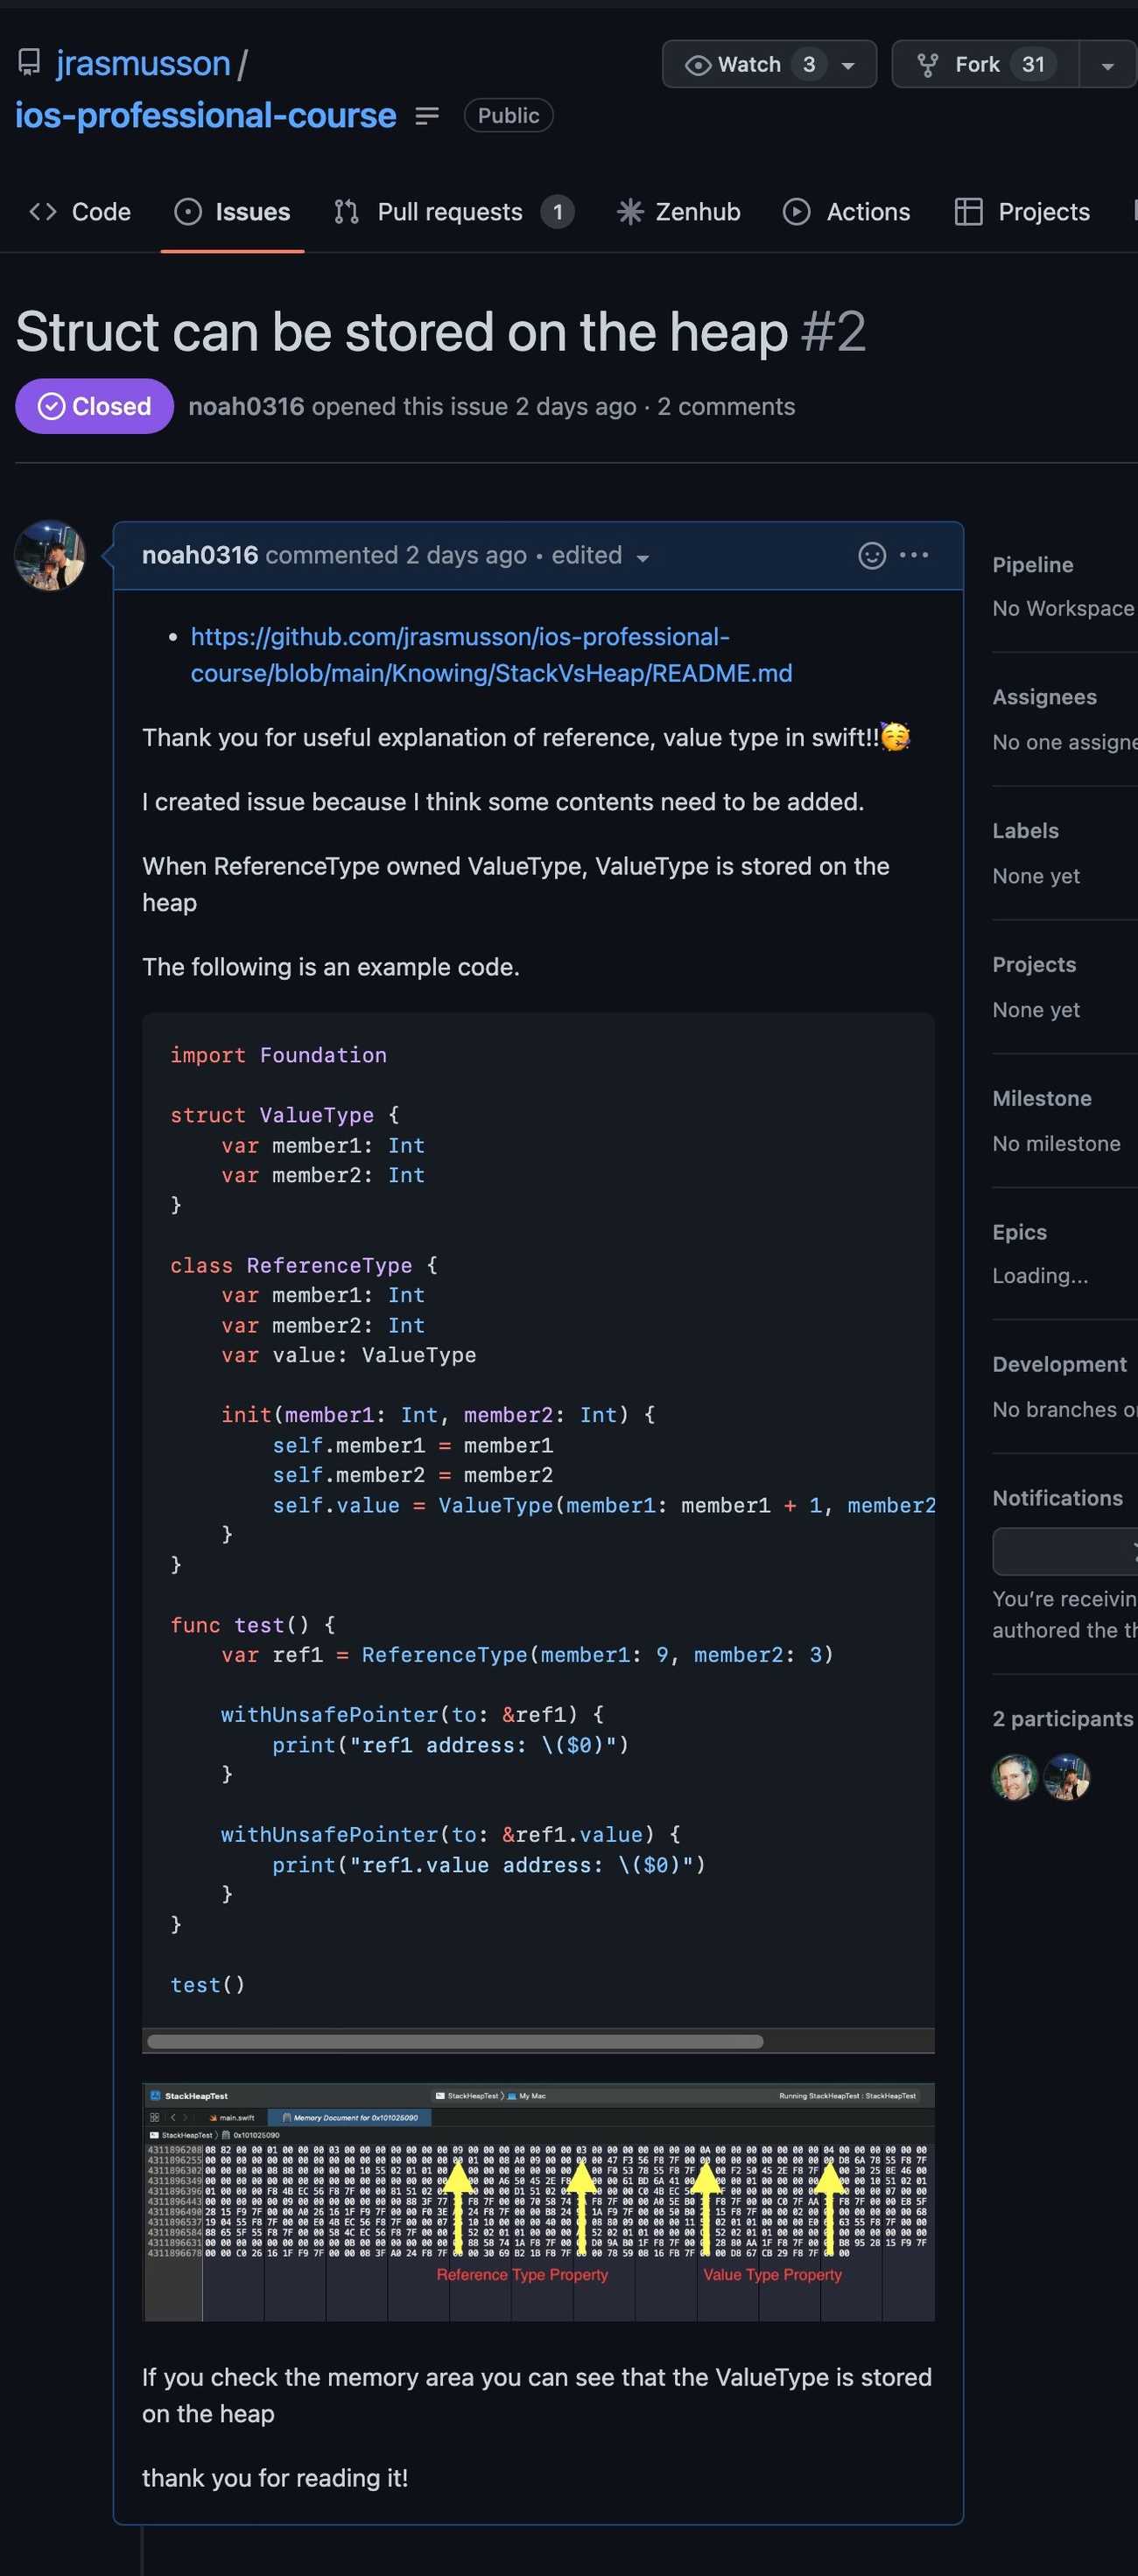 jrasmusson /
Watch 3
Fork 31
ios-professional-course
Public
Code
Issues
Pull requests 1
Zenhub
Actions
Projects
Struct can be stored on the heap #2
Closed
noah0316 opened this issue 2 days ago · 2 comments
noah0316 commented 2 days ago • edited
• https://github.com/jrasmusson/ios-professional-
course/blob/main/Knowing/StackVsHeap/README.md
Thank you for useful explanation of reference, value type in swift!!🥳
I created issue because I think some contents need to be added.
When ReferenceType owned ValueType, ValueType is stored on the
heap
The following is an example code.
import Foundation
struct ValueType {
    var member1: Int
    var member2: Int
}
class ReferenceType {
    var member1: Int
    var member2: Int
    var value: ValueType
    init(member1: Int, member2: Int) {
        self.member1 = member1
        self.member2 = member2
        self.value = ValueType(member1: member1 + 1, member2
    }
}
func test() {
    var ref1 = ReferenceType(member1: 9, member2: 3)
    withUnsafePointer(to: &ref1) {
        print("ref1 address: \($0)")
    }
    withUnsafePointer(to: &ref1.value) {
        print("ref1.value address: \($0)")
    }
}
test()
StackHeapTest
StackHeapTest 〉 My Mac
Running StackHeapTest : StackHeapTest
main.swift
Memory Document for 0x101025090
StackHeapTest 〉 0x101025090
Reference Type Property
Value Type Property
If you check the memory area you can see that the ValueType is stored
on the heap
thank you for reading it!
Pipeline
No Workspace
Assignees
No one assigne
Labels
None yet
Projects
None yet
Milestone
No milestone
Epics
Loading...
Development
No branches o
Notifications
You're receivin
authored the th
2 participants